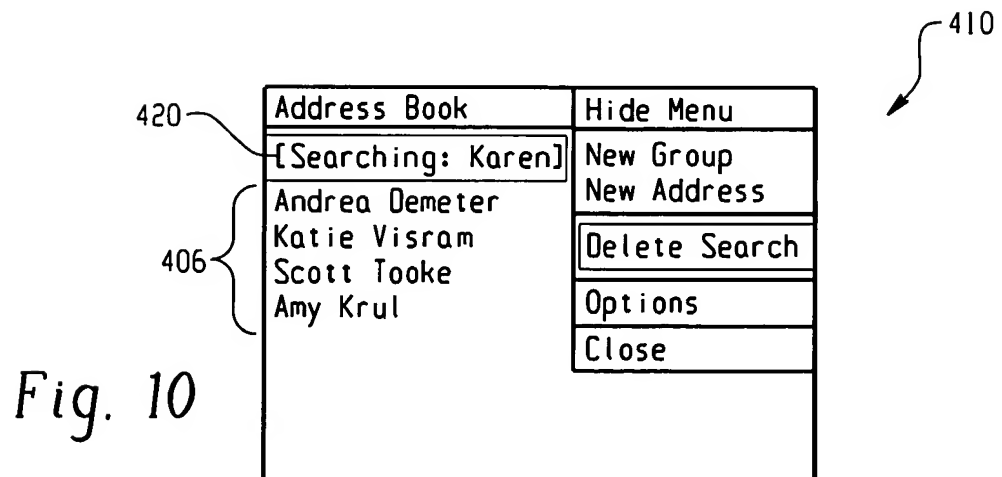 410
420
Address Book
Hide Menu
[Searching: Karen]
New Group
New Address
Andrea Demeter
Katie Visram
Scott Tooke
Amy Krul
406
Delete Search
Options
Close
Fig. 10